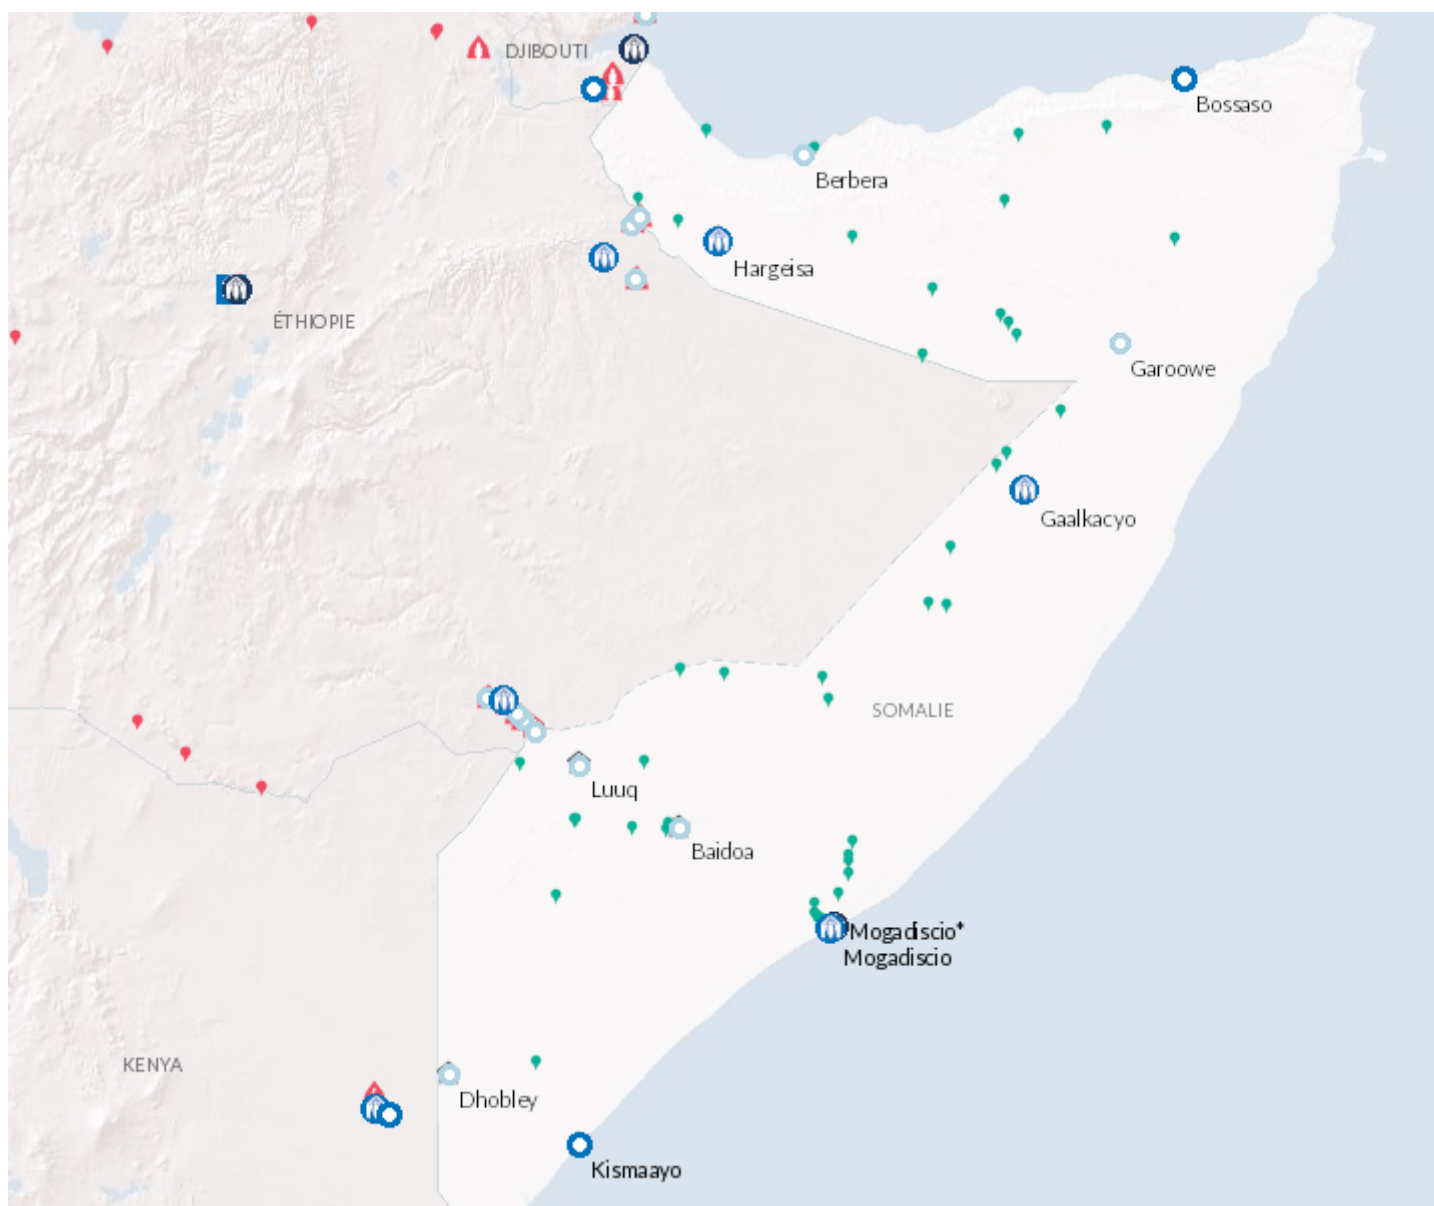 DJIBOUTI
Bossaso
Berbera
Hargeisa
ÉTHIOPIE
Garoowe
Gaalkacyo
SOMALIE
Luuq
Baidoa
Mogadiscio*
Mogadiscio
KENYA
Dhobley
Kismaayo